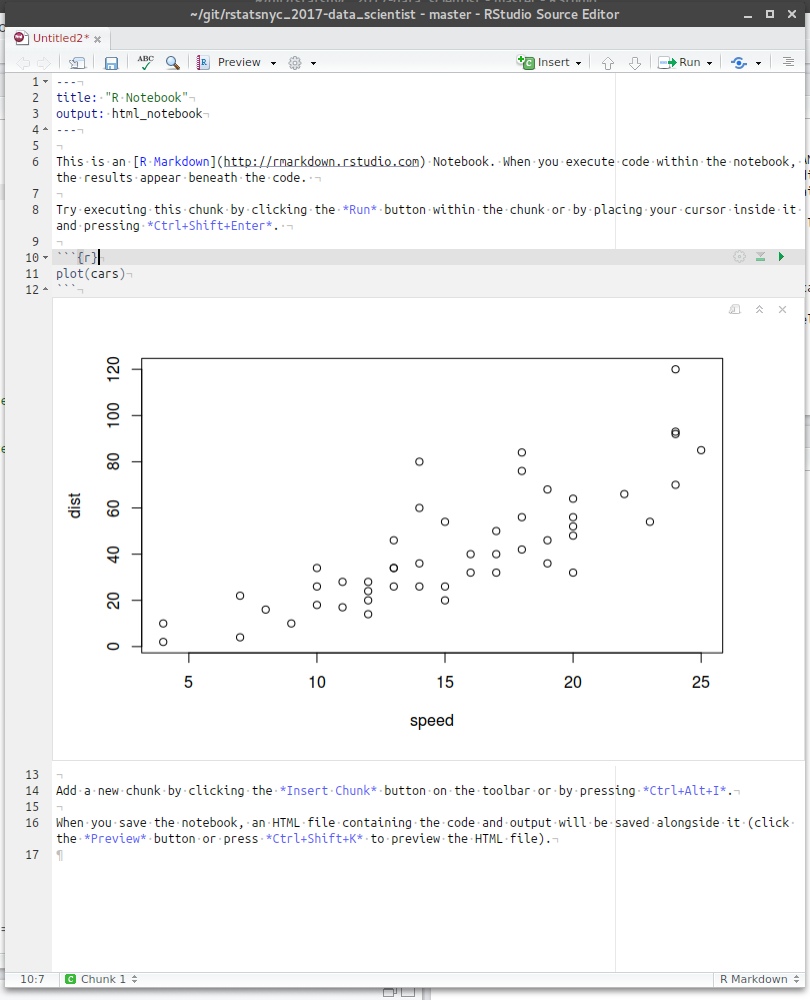 ~/git/rstatsnyc_2017-data_scientist - master - RStudio Source Editor
Untitled2*
ABC Preview Insert Run
1 ---
2 title: "R Notebook"
3 output: html_notebook
4 ---
5
6 This is an [R Markdown](http://rmarkdown.rstudio.com) Notebook. When you execute code within the notebook,
the results appear beneath the code.
7
8 Try executing this chunk by clicking the *Run* button within the chunk or by placing your cursor inside it
and pressing *Ctrl+Shift+Enter*.
9
10 ```{r}
11 plot(cars)
12 ```
120
100
80
60
40
20
0
dist
5 10 15 20 25
speed
13
14 Add a new chunk by clicking the *Insert Chunk* button on the toolbar or by pressing *Ctrl+Alt+I*.
15
16 When you save the notebook, an HTML file containing the code and output will be saved alongside it (click
the *Preview* button or press *Ctrl+Shift+K* to preview the HTML file).
17
10:7 C Chunk 1 R Markdown